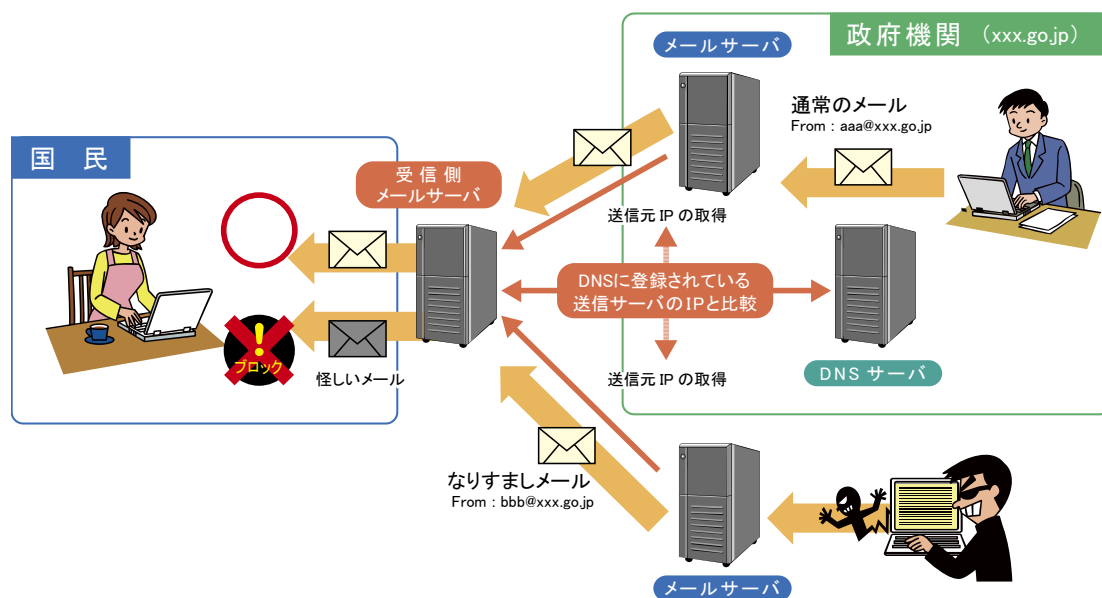 メールサーバ
政府機関 (xxx.go.jp)
通常のメール
From : aaa@xxx.go.jp
国 民
受信側
メールサーバ
送信元IPの取得
DNSに登録されている
送信サーバのIPと比較
ブロック
怪しいメール
送信元IPの取得
DNS サーバ
なりすましメール
From : bbb@xxx.go.jp
メールサーバ